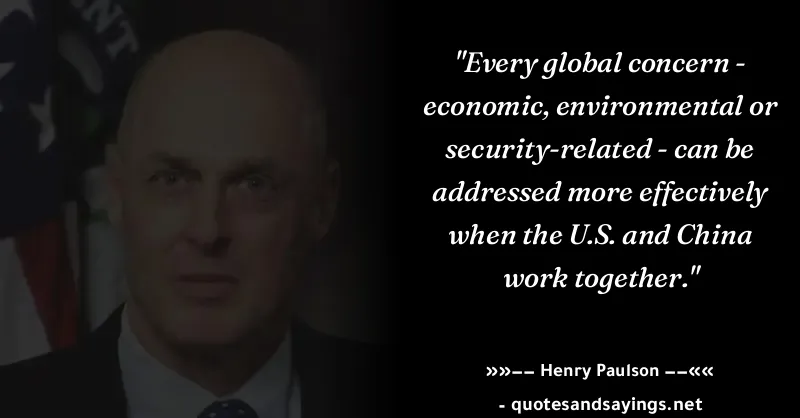 "Every global concern -
economic, environmental or
security-related - can be
addressed more effectively
when the U.S. and China
work together."
»»−− Henry Paulson −−««
- quotesandsayings.net